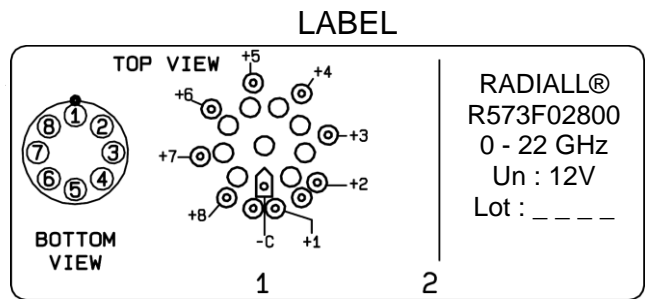 LABEL
TOP VIEW
+5
+4
+6
+3
+7
+2
+8
-C
+1
1
2
3
4
5
6
7
8
BOTTOM
VIEW
RADIALL®
R573F02800
0 - 22 GHz
Un : 12V
Lot : _ _ _ _
1
2